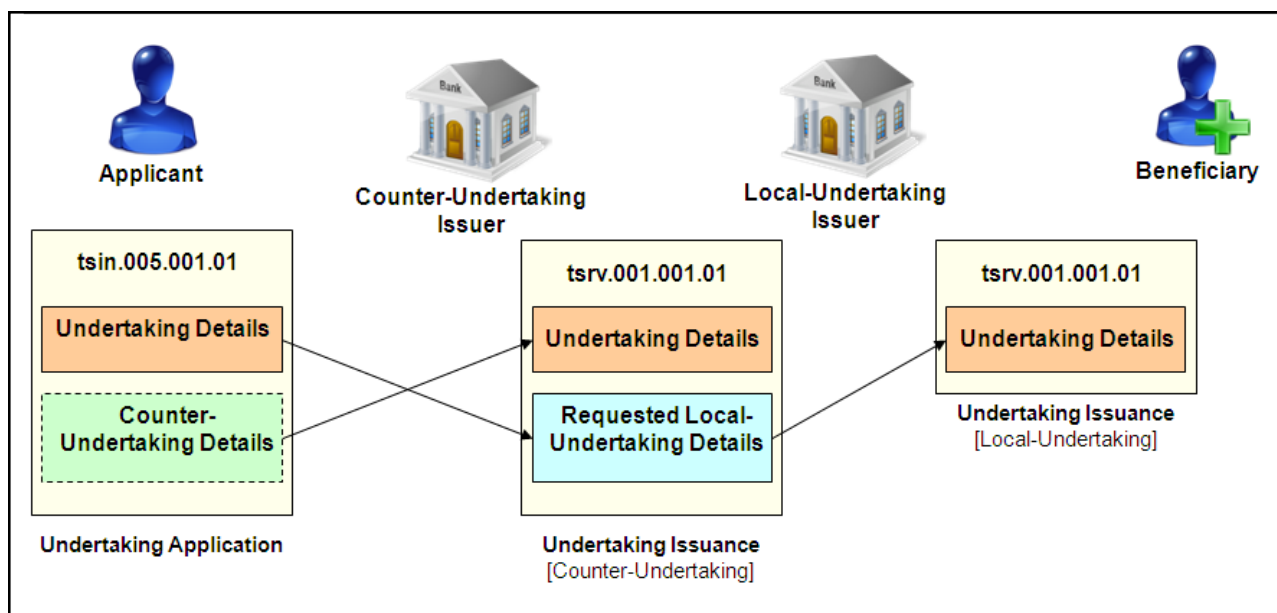 Bank
Bank
Applicant
Counter-Undertaking
Issuer
Local-Undertaking
Issuer
Beneficiary
tsin.005.001.01
Undertaking Details
Counter-
Undertaking Details
Undertaking Application
tsrv.001.001.01
Undertaking Details
Requested Local-
Undertaking Details
Undertaking Issuance
[Counter-Undertaking]
tsrv.001.001.01
Undertaking Details
Undertaking Issuance
[Local-Undertaking]